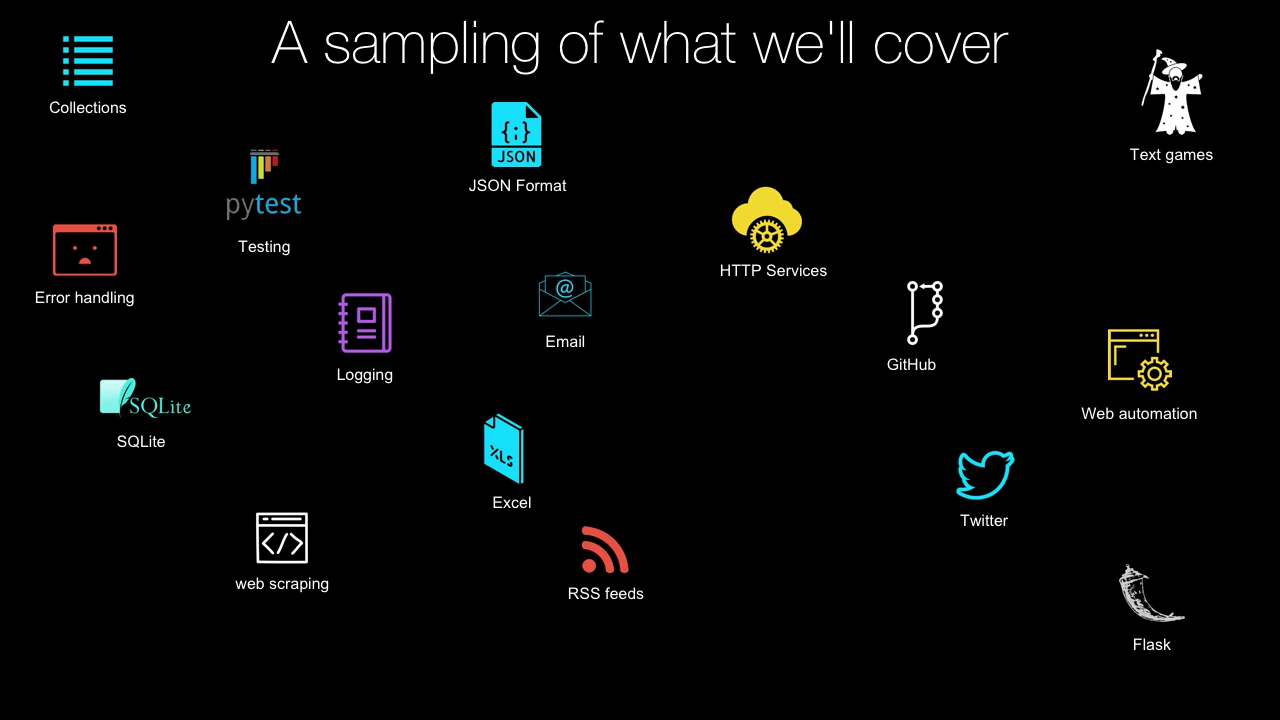 A sampling of what we'll cover
Collections
Text games
{;}
JSON
JSON Format
pytest
Testing
HTTP Services
Error handling
@
Email
Logging
GitHub
Web automation
SQLite
SQLite
XLS
Excel
Twitter
</>
web scraping
RSS feeds
Flask